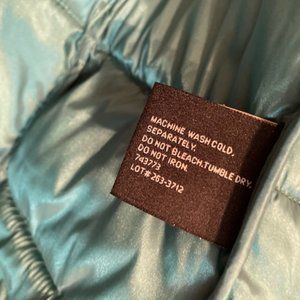 MACHINE WASH COLD,
SEPARATELY.
DO NOT BLEACH.TUMBLE DRY.
DO NOT IRON.
743773
LOT# 263-3712